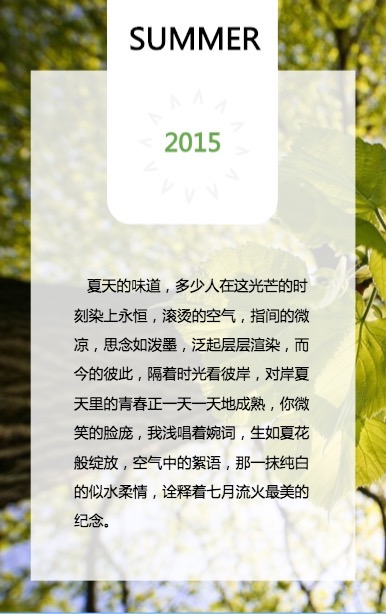 SUMMER
2015
夏天的味道，多少人在这光芒的时
刻染上永恒，滚烫的空气，指间的微
凉，思念如泼墨，泛起层层渲染，而
今的彼此，隔着时光看彼岸，对岸夏
天里的青春正一天一天地成熟，你微
笑的脸庞，我浅唱着婉词，生如夏花
般绽放，空气中的絮语，那一抹纯白
的似水柔情，诠释着七月流火最美的
纪念。